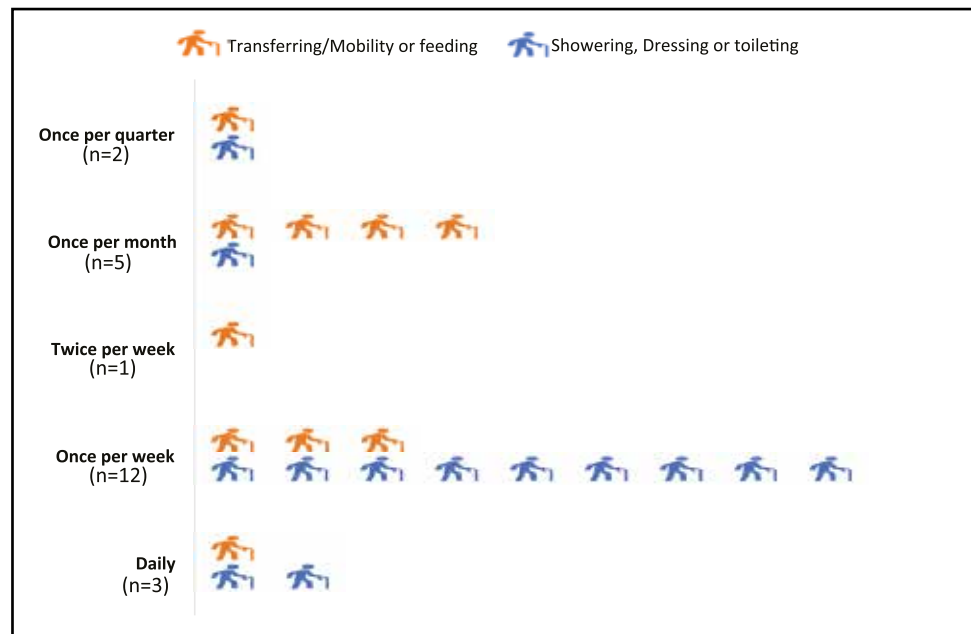 Transferring/Mobility or feeding
Showering, Dressing or toileting
Once per quarter
(n=2)
Once per month
(n=5)
Twice per week
(n=1)
Once per week
(n=12)
Daily
(n=3)